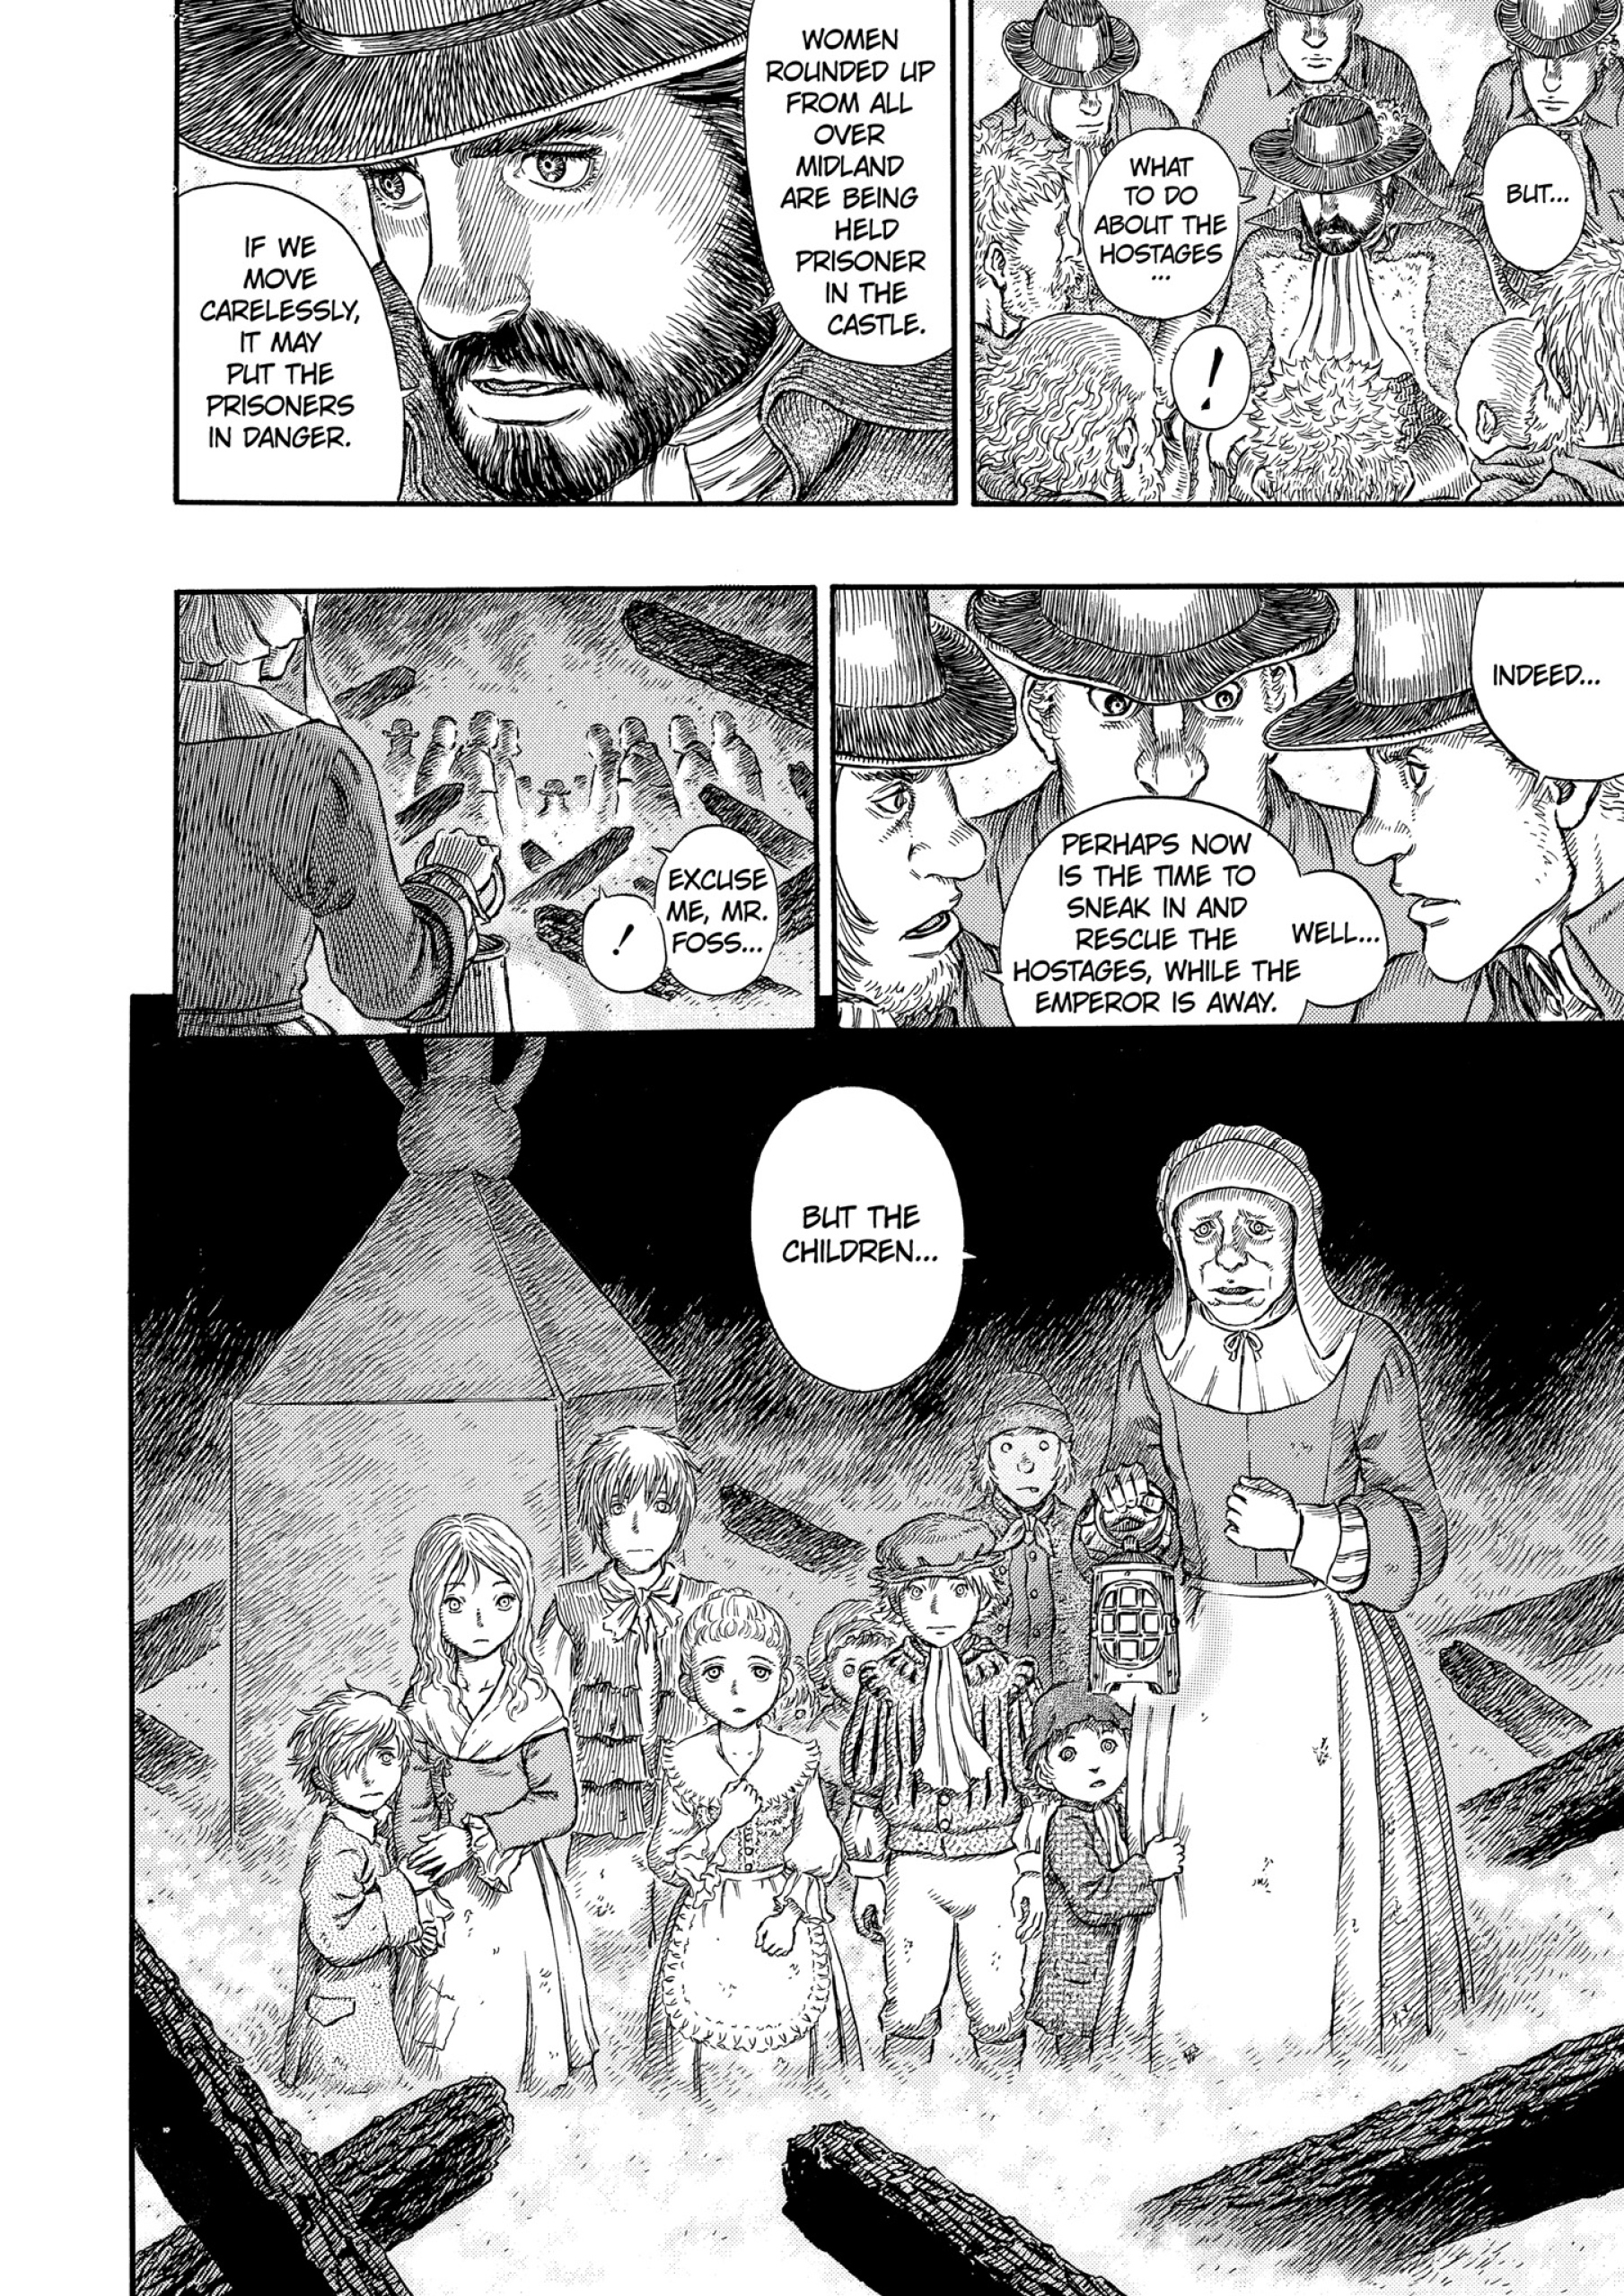 BUT...
WHAT
TO DO
ABOUT THE
HOSTAGES
...
!
WOMEN
ROUNDED UP
FROM ALL
OVER
MIDLAND
ARE BEING
HELD
PRISONER
IN THE
CASTLE.
IF WE
MOVE
CARELESSLY,
IT MAY
PUT THE
PRISONERS
IN DANGER.
INDEED...
WELL...
PERHAPS NOW
IS THE TIME TO
SNEAK IN AND
RESCUE THE
HOSTAGES, WHILE THE
EMPEROR IS AWAY.
EXCUSE
ME, MR.
FOSS...
!
BUT THE
CHILDREN...